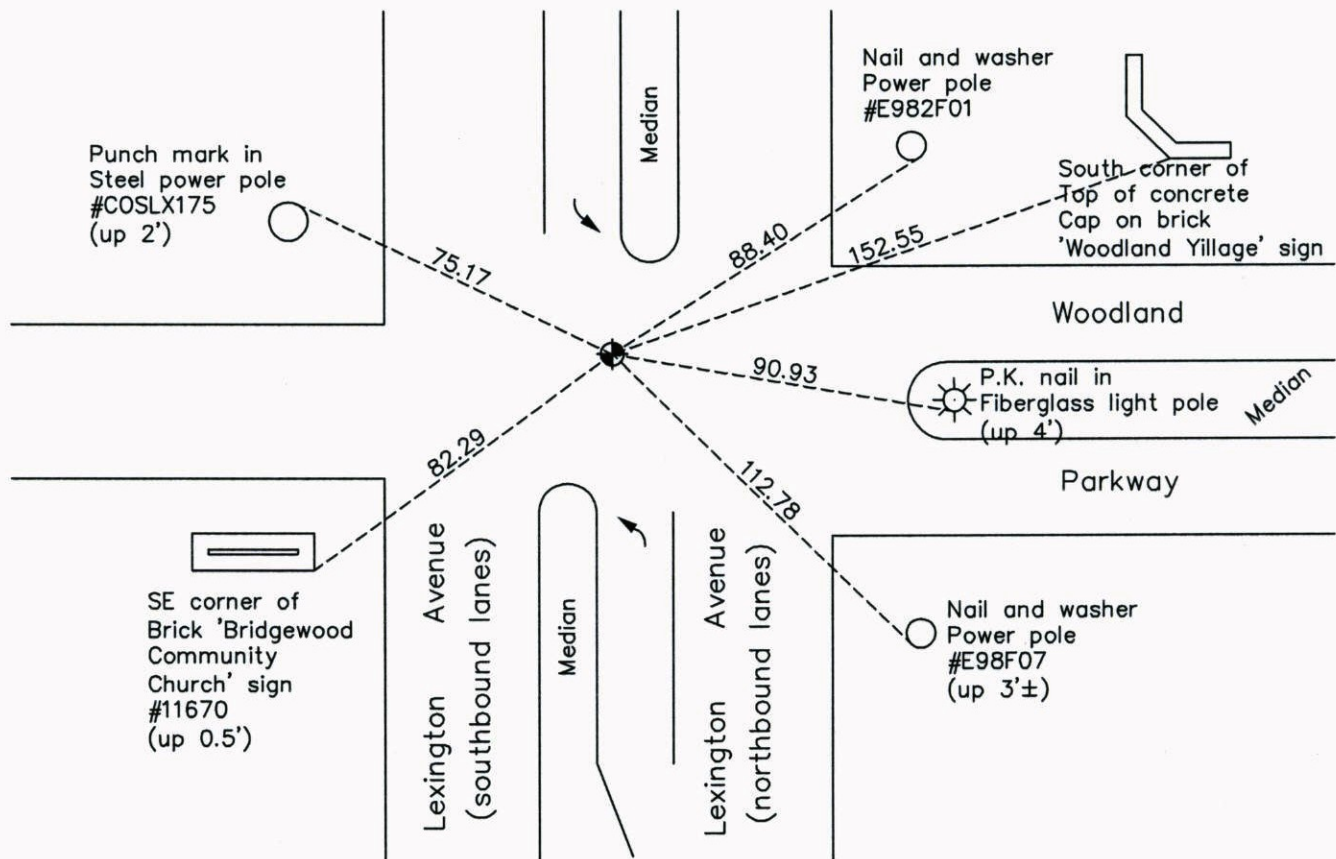 Nail and washer
Power pole
#E982F01
Median
Punch mark in
Steel power pole
#COSLX175
(up 2')
South corner of
Top of concrete
Cap on brick
'Woodland Yillage' sign
75.17
88.40
152.55
Woodland
90.93
P.K. nail in
Fiberglass light pole
(up 4')
Median
82.29
112.78
Parkway
SE corner of
Brick 'Bridgewood
Community
Church' sign
#11670
(up 0.5')
Lexington Avenue
(southbound lanes)
Median
Lexington Avenue
(northbound lanes)
Nail and washer
Power pole
#E98F07
(up 3'±)